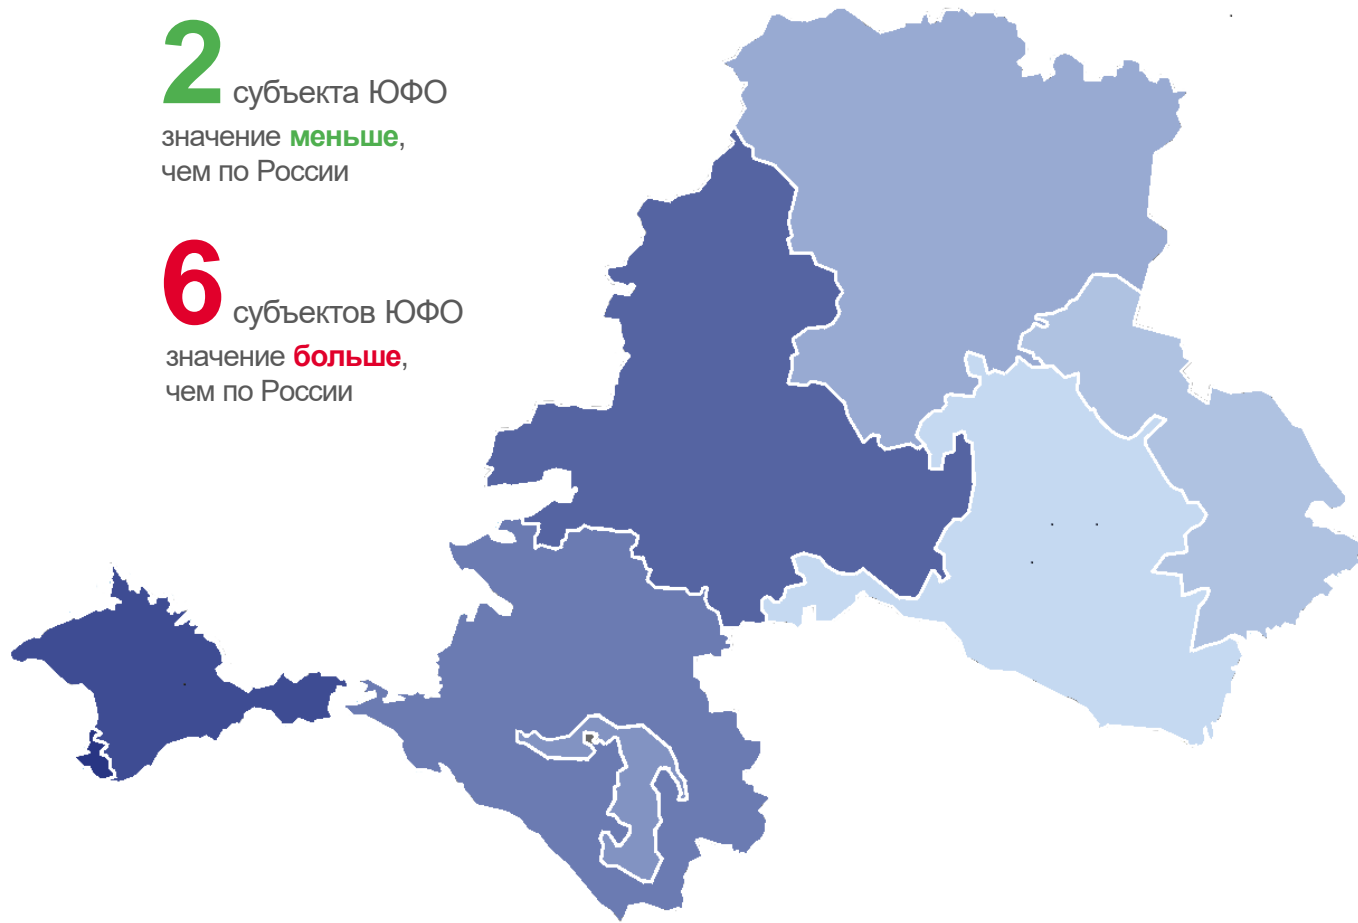 2 субъекта ЮФО
значение меньше,
чем по России
6 субъектов ЮФО
значение больше,
чем по России